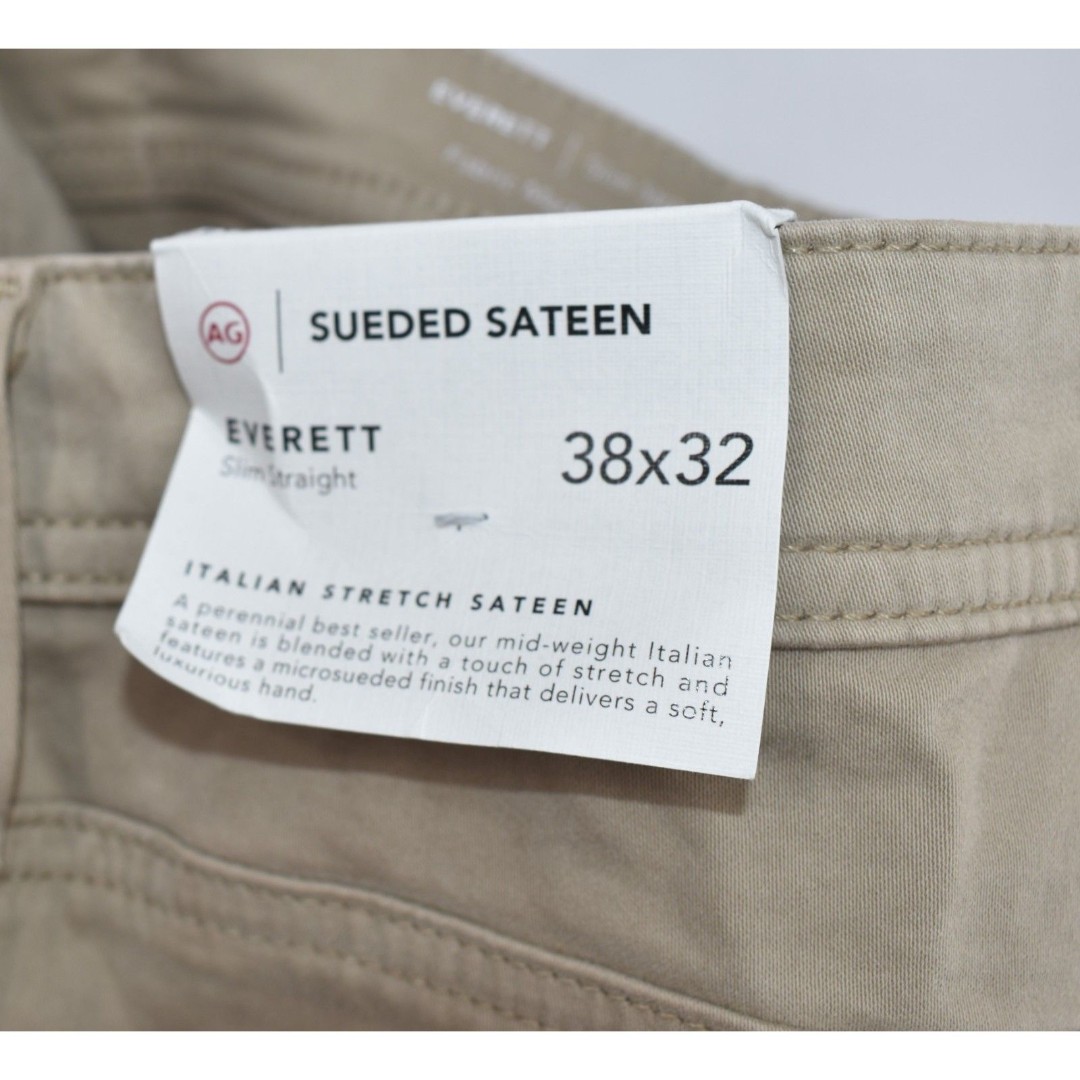 EVERETT
AG
SUEDED SATEEN
EVERETT
38x32
Slim Straight
ITALIAN STRETCH SATEEN
A perennial best seller, our mid-weight Italian
sateen is blended with a touch of stretch and
features a microsueded finish that delivers a soft,
luxurious hand.